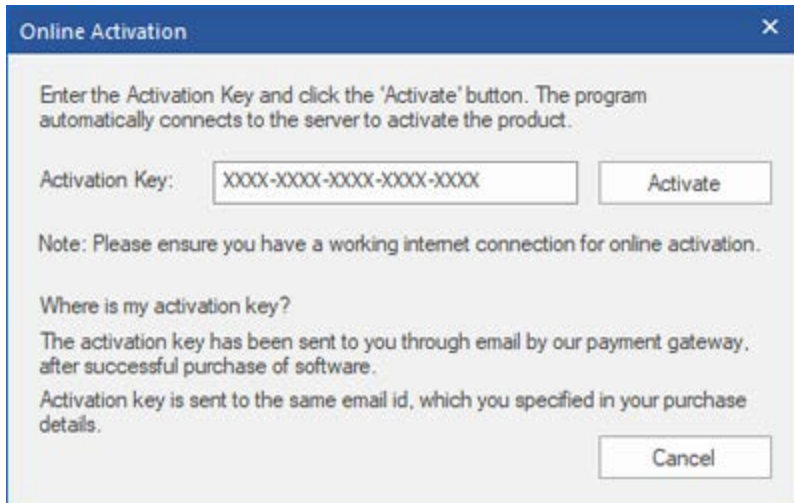 Online Activation
Enter the Activation Key and click the 'Activate' button. The program
automatically connects to the server to activate the product.
Activation Key: XXXX-XXXX-XXXX-XXXX-XXXX Activate
Note: Please ensure you have a working internet connection for online activation.
Where is my activation key?
The activation key has been sent to you through email by our payment gateway,
after successful purchase of software.
Activation key is sent to the same email id, which you specified in your purchase
details.
Cancel